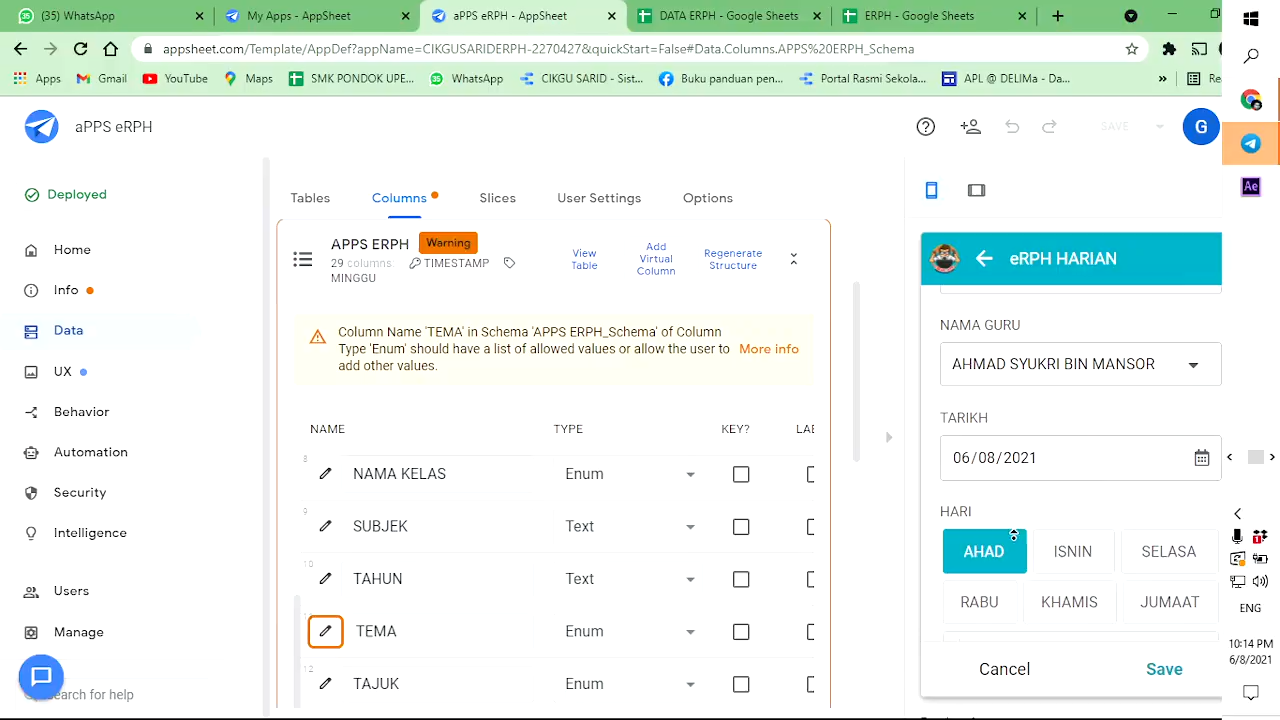 (35) WhatsApp
My Apps - AppSheet
aPPS eRPH - AppSheet
DATA ERPH - Google Sheets
ERPH - Google Sheets
appsheet.com/Template/AppDef?appName=CIKGUSARIDERPH-2270427&quickStart=False#Data.Columns.APPS%20ERPH_Schema
Apps
Gmail
YouTube
Maps
SMK PONDOK UPE...
WhatsApp
CIKGU SARID - Sist...
Buku panduan pen...
Portal Rasmi Sekola...
APL @ DELIMa - Da...
Re
aPPS eRPH
SAVE
G
Deployed
Home
Info
Data
UX
Behavior
Automation
Security
Intelligence
Users
Manage
Search for help
Tables
Columns
Slices
User Settings
Options
APPS ERPH
Warning
29 columns:
TIMESTAMP
MINGGU
View
Table
Add
Virtual
Column
Regenerate
Structure
Column Name 'TEMA' in Schema 'APPS ERPH_Schema' of Column
Type 'Enum' should have a list of allowed values or allow the user to
add other values.
More info
NAME
TYPE
KEY?
LAE
8
NAMA KELAS
Enum
9
SUBJEK
Text
10
TAHUN
Text
TEMA
Enum
12
TAJUK
Enum
eRPH HARIAN
NAMA GURU
AHMAD SYUKRI BIN MANSOR
TARIKH
06/08/2021
HARI
AHAD
ISNIN
SELASA
RABU
KHAMIS
JUMAAT
Cancel
Save
Ae
ENG
10:14 PM
6/8/2021